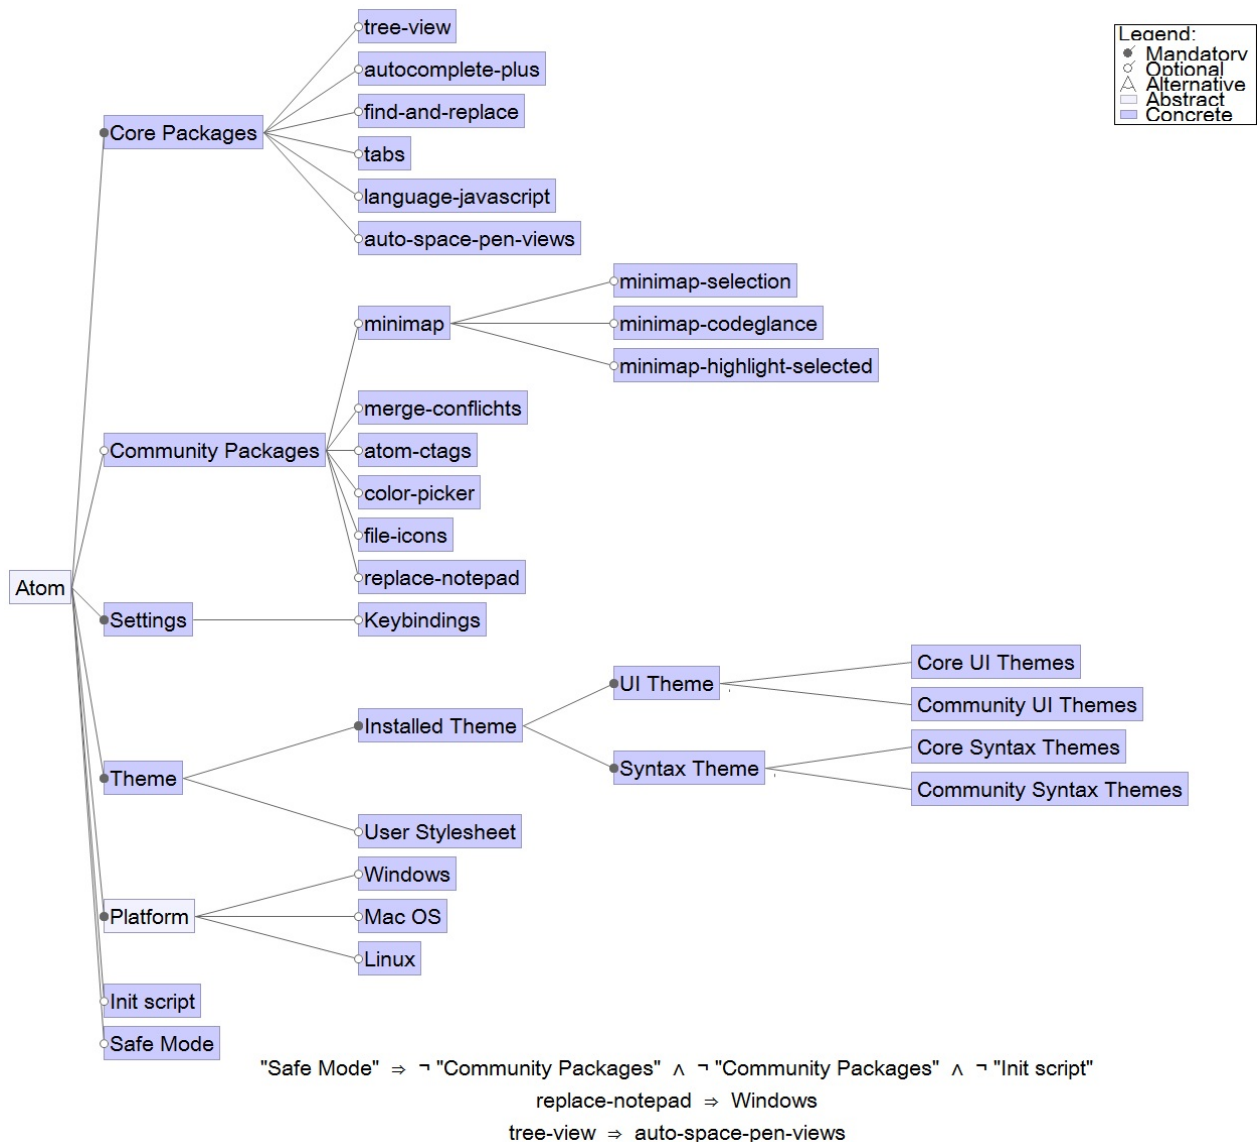 tree-view
autocomplete-plus
find-and-replace
Core Packages
tabs
language-javascript
auto-space-pen-views
Legend:
Mandatory
Optional
Alternative
Abstract
Concrete
minimap-selection
minimap
minimap-codeglance
minimap-highlight-selected
merge-conflichts
Community Packages
atom-ctags
color-picker
file-icons
replace-notepad
Atom
Settings
Keybindings
Core UI Themes
UI Theme
Community UI Themes
Installed Theme
Core Syntax Themes
Syntax Theme
Community Syntax Themes
Theme
User Stylesheet
Windows
Platform
Mac OS
Linux
Init script
Safe Mode
"Safe Mode" ⇒ ¬ "Community Packages" ∧ ¬ "Community Packages" ∧ ¬ "Init script"
replace-notepad ⇒ Windows
tree-view ⇒ auto-space-pen-views